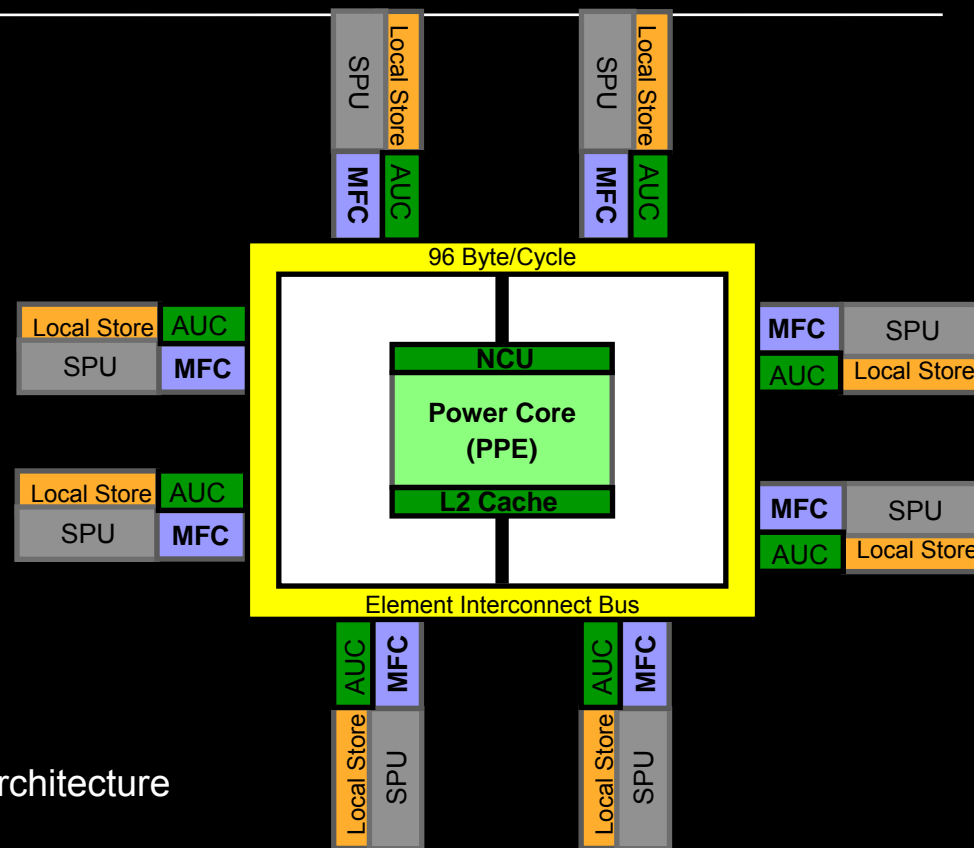 SPU
Local Store
SPU
Local Store
MFC
AUC
MFC
AUC
96 Byte/Cycle
Local Store
AUC
SPU
MFC
MFC
SPU
AUC
Local Store
NCU
Power Core
(PPE)
L2 Cache
Local Store
AUC
SPU
MFC
MFC
SPU
AUC
Local Store
Element Interconnect Bus
AUC
MFC
AUC
MFC
Local Store
SPU
Local Store
SPU
rchitecture